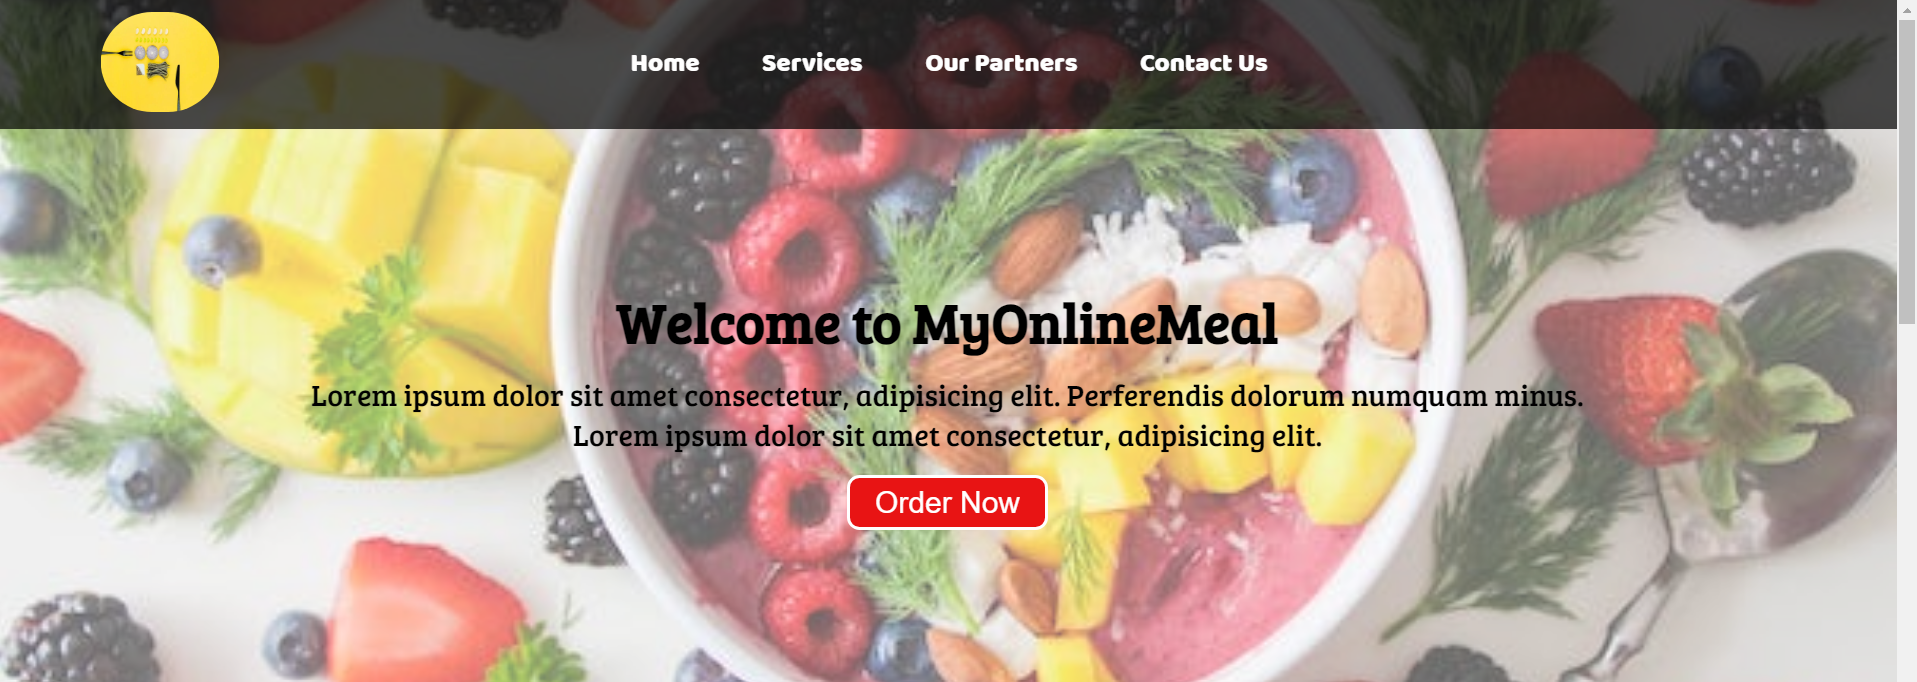 Home Services Our Partners Contact Us
Welcome to MyOnlineMeal
Lorem ipsum dolor sit amet consectetur, adipisicing elit. Perferendis dolorum numquam minus.
Lorem ipsum dolor sit amet consectetur, adipisicing elit.
Order Now